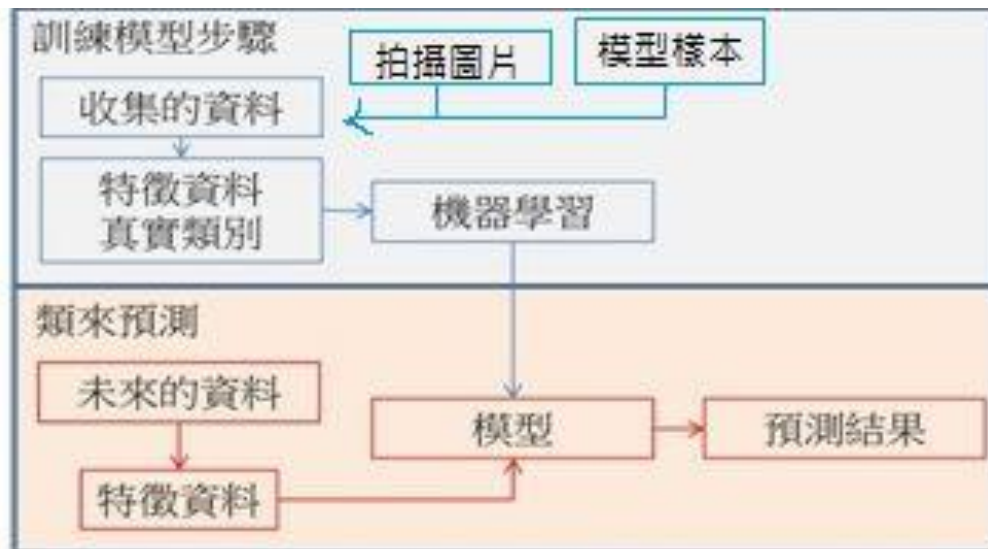 訓練模型步驟
拍攝圖片
模型樣本
收集的資料
特徵資料
真實類別
機器學習
類來預測
未來的資料
模型
預測結果
特徵資料